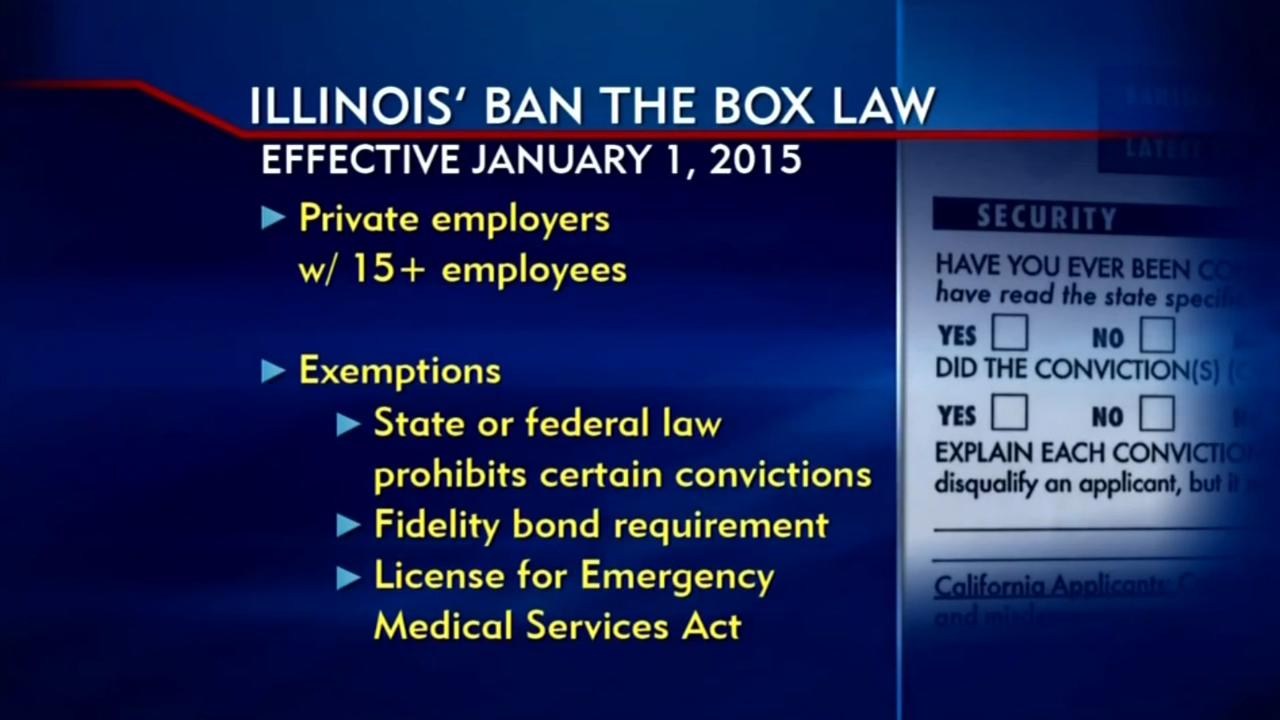 ILLINOIS‘ BAN THE BOX LAW
EFFECTIVE JANUARY 1, 2015
Private employers
w/ 15+ employees
Exemptions
State or federal law
prohibits certain convictions
Fidelity bond requirement
License for Emergency
Medical Services Act
SECURITY
HAVE YOU EVER BEEN
have read the state
YES NO
DID THE CONVICTION(S)
YES NO
EXPLAIN EACH
disqualify an applicant, but
California Applicants:
and